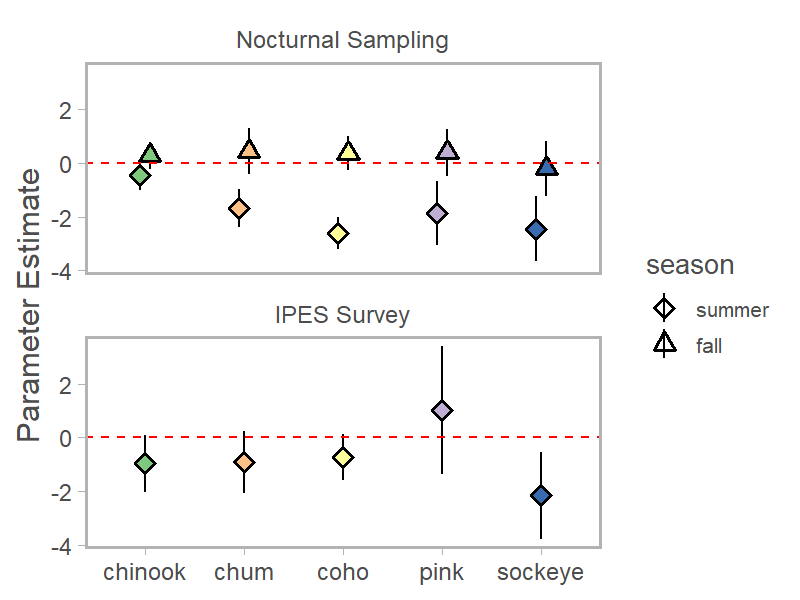 Nocturnal Sampling
2
0
-2
-4
Parameter Estimate
IPES Survey
2
0
-2
-4
chinook chum coho pink sockeye
season
summer
fall